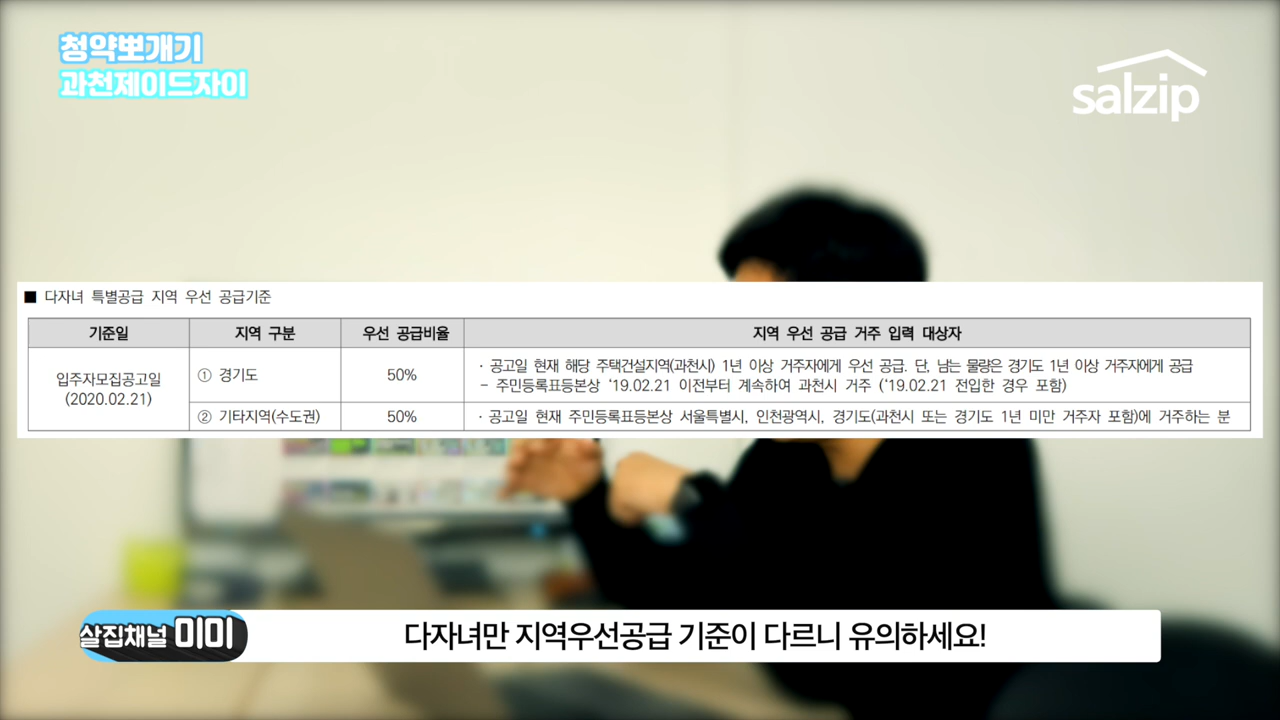 청약뽀개기
과천제이드자이
salzip
■ 다자녀 특별공급 지역 우선 공급기준
기준일 지역 구분 우선 공급비율 지역 우선 공급 거주 입력 대상자
입주자모집공고일
(2020.02.21)
① 경기도 50%
· 공고일 현재 해당 주택건설지역(과천시) 1년 이상 거주자에게 우선 공급. 단, 남는 물량은 경기도 1년 이상 거주자에게 공급
- 주민등록표등본상 ‘19.02.21 이전부터 계속하여 과천시 거주 (‘19.02.21 전입한 경우 포함)
② 기타지역(수도권) 50% · 공고일 현재 주민등록표등본상 서울특별시, 인천광역시, 경기도(과천시 또는 경기도 1년 미만 거주자 포함)에 거주하는 분
살집채널 미미
다자녀만 지역우선공급 기준이 다르니 유의하세요!